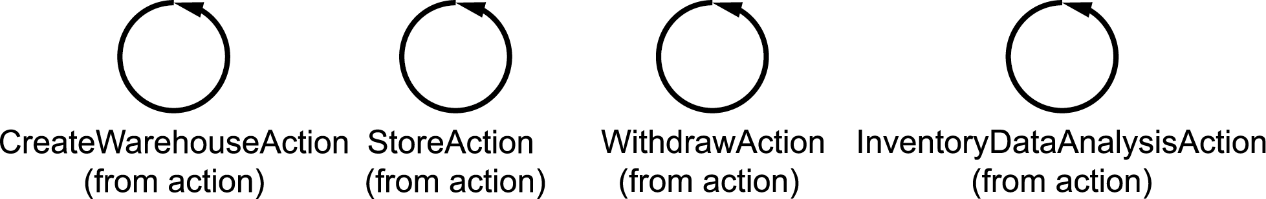 CreateWarehouseAction StoreAction WithdrawAction InventoryDataAnalysisAction
(from action) (from action) (from action) (from action)